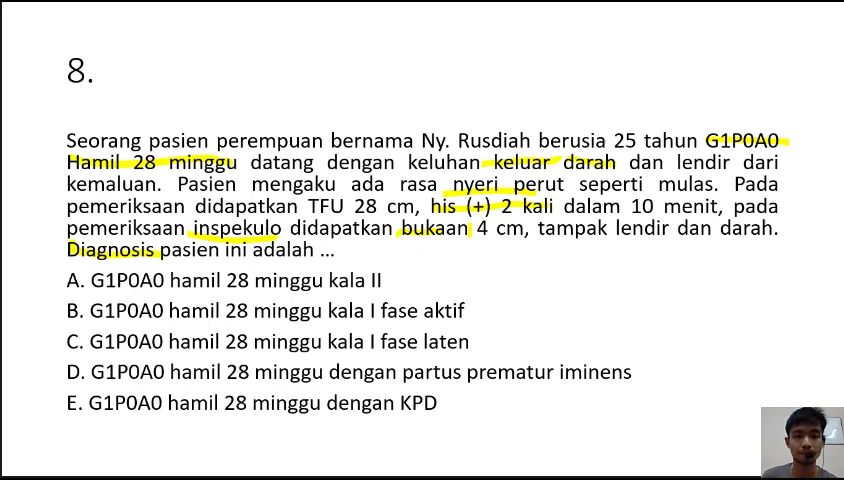 8.
Seorang pasien perempuan bernama Ny. Rusdiah berusia 25 tahun G1P0A0
Hamil 28 minggu datang dengan keluhan keluar darah dan lendir dari
kemaluan. Pasien mengaku ada rasa nyeri perut seperti mulas. Pada
pemeriksaan didapatkan TFU 28 cm, his (+) 2 kali dalam 10 menit, pada
pemeriksaan inspekulo didapatkan bukaan 4 cm, tampak lendir dan darah.
Diagnosis pasien ini adalah ...
A. G1P0A0 hamil 28 minggu kala II
B. G1P0A0 hamil 28 minggu kala I fase aktif
C. G1P0A0 hamil 28 minggu kala I fase laten
D. G1P0A0 hamil 28 minggu dengan partus prematur iminens
E. G1P0A0 hamil 28 minggu dengan KPD